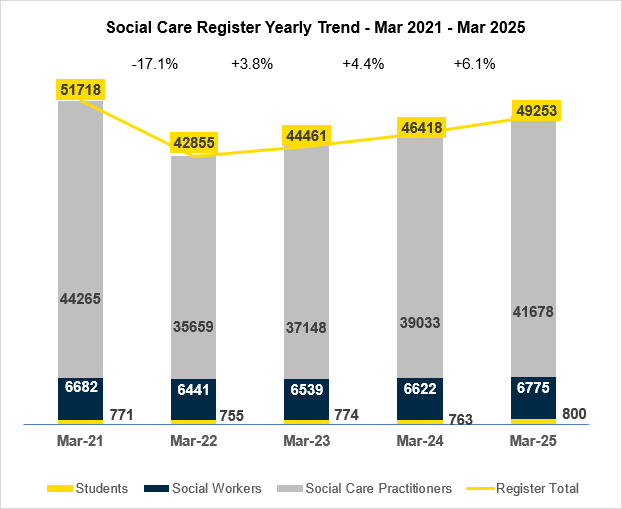 Social Care Register Yearly Trend - Mar 2021 - Mar 2025
-17.1% +3.8% +4.4% +6.1%
51718 42855 44461 46418 49253
44265 35659 37148 39033 41678
6682 6441 6539 6622 6775
771 755 774 763 800
Mar-21 Mar-22 Mar-23 Mar-24 Mar-25
Students Social Workers Social Care Practitioners Register Total